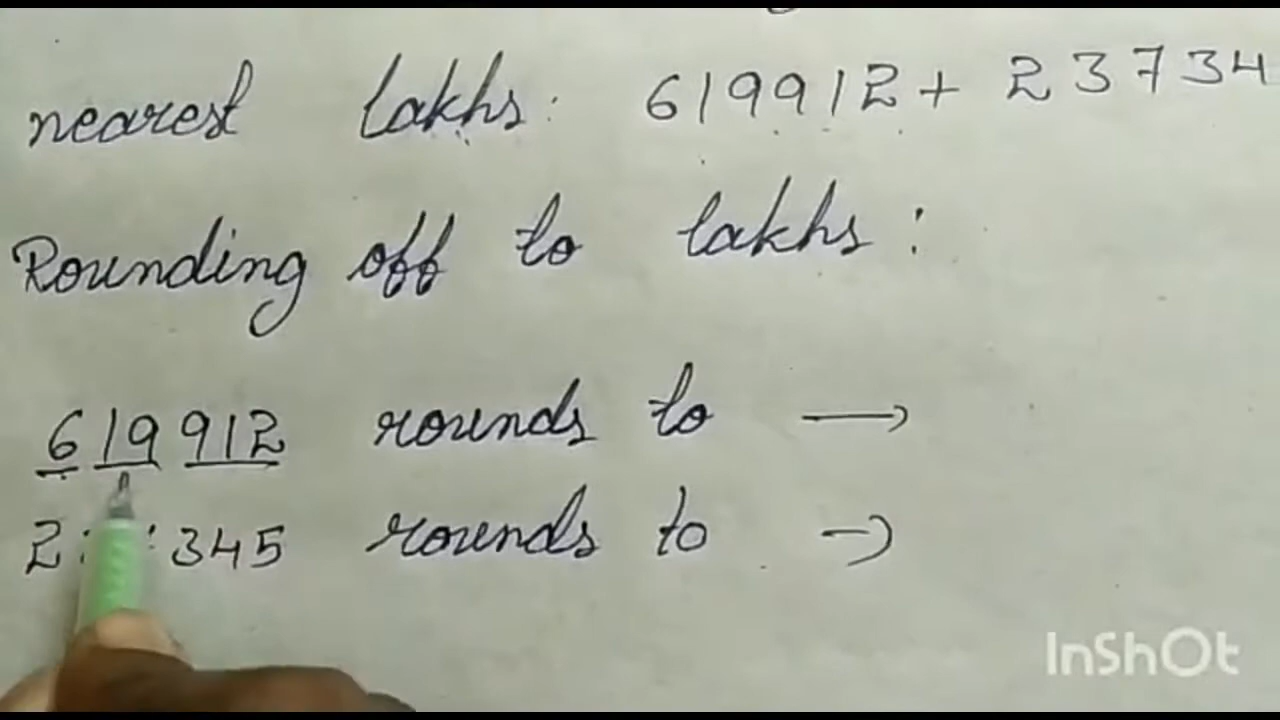 nearest lakhs: 619912 + 23734
Rounding off to lakhs:
619912 rounds to →
2 345 rounds to →
InShOt